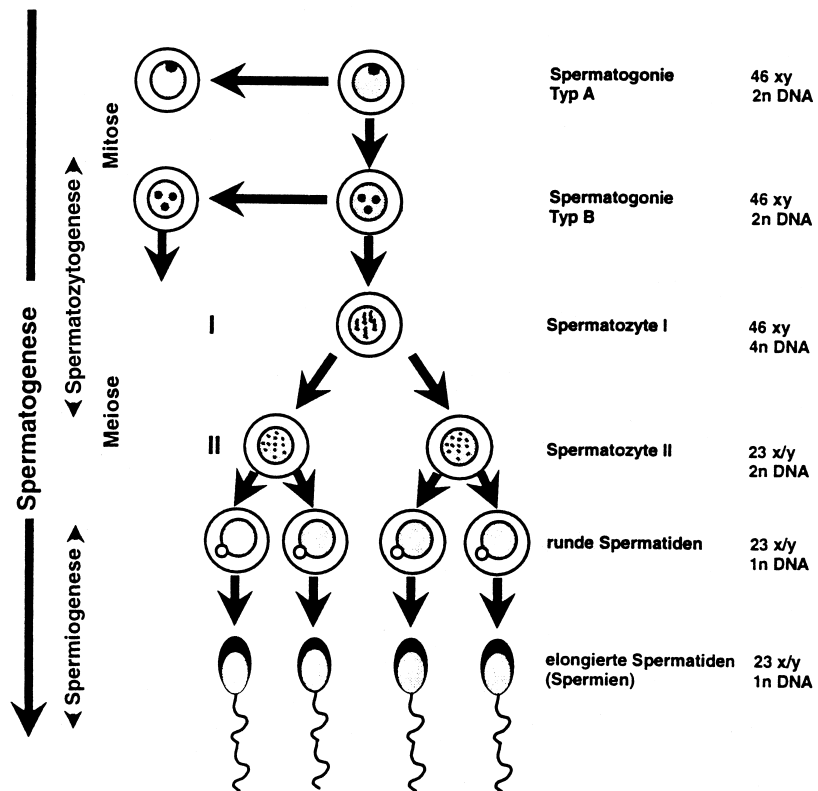 Spermatogenese
Spermatozytogenese
Spermiogenese
Mitose
Meiose
I
II
Spermatogonie
Typ A
46 xy
2n DNA
Spermatogonie
Typ B
46 xy
2n DNA
Spermatozyte I
46 xy
4n DNA
Spermatozyte II
23 x/y
2n DNA
runde Spermatiden
23 x/y
1n DNA
elongierte Spermatiden
(Spermien)
23 x/y
1n DNA